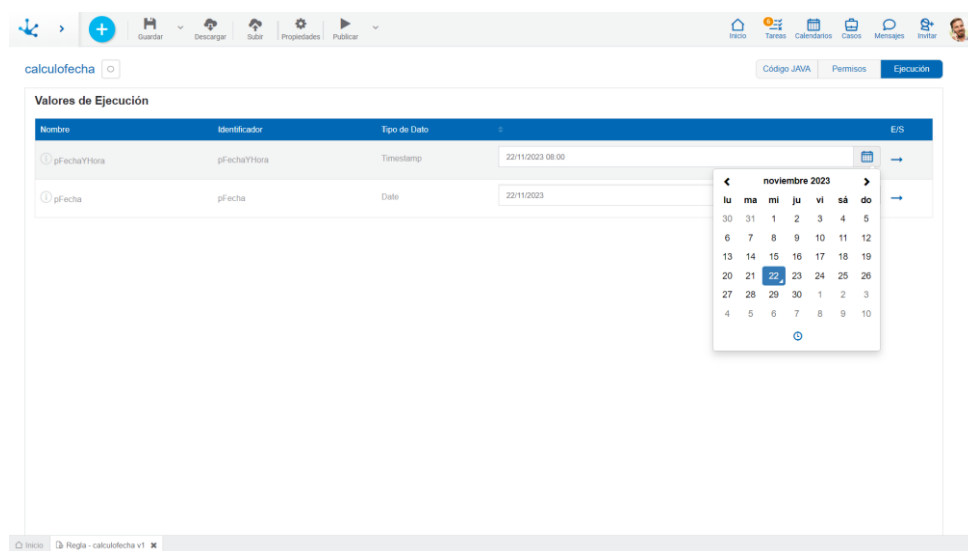 Guardar Descargar Subir Propiedades Publicar Inicio 6 Tareas Calendarios Casos Mensajes Invitar
calculofecha Código JAVA Permisos Ejecución
Valores de Ejecución
Nombre Identificador Tipo de Dato E/S
pFechaYHora pFechaYHora Timestamp 22/11/2023 08:00
pFecha pFecha Date 22/11/2023
noviembre 2023
lu ma mi ju vi sá do
30 31 1 2 3 4 5
6 7 8 9 10 11 12
13 14 15 16 17 18 19
20 21 22 23 24 25 26
27 28 29 30 1 2 3
4 5 6 7 8 9 10
Inicio Regla - calculofecha v1